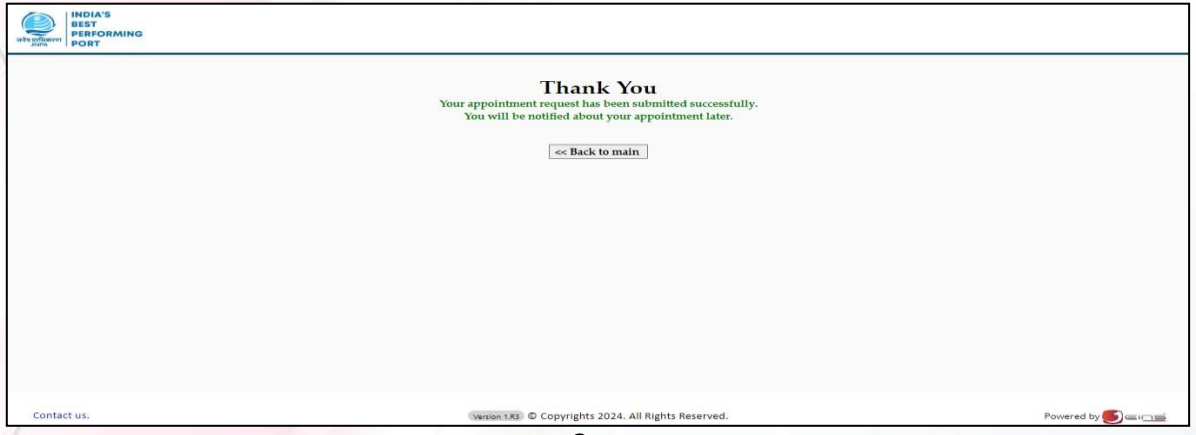 INDIA'S
BEST
PERFORMING
PORT
JNPA
Thank You
Your appointment request has been submitted successfully.
You will be notified about your appointment later.
<< Back to main
Contact us.
Version 1.R3 © Copyrights 2024. All Rights Reserved.
Powered by